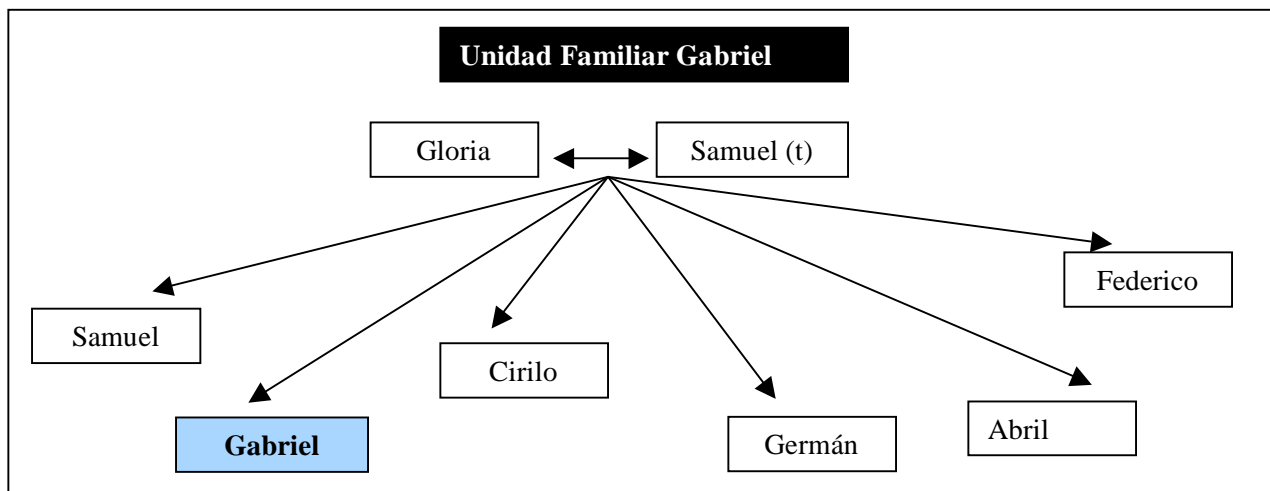 Unidad Familiar Gabriel
Gloria
Samuel (t)
Federico
Samuel
Cirilo
Gabriel
Germán
Abril